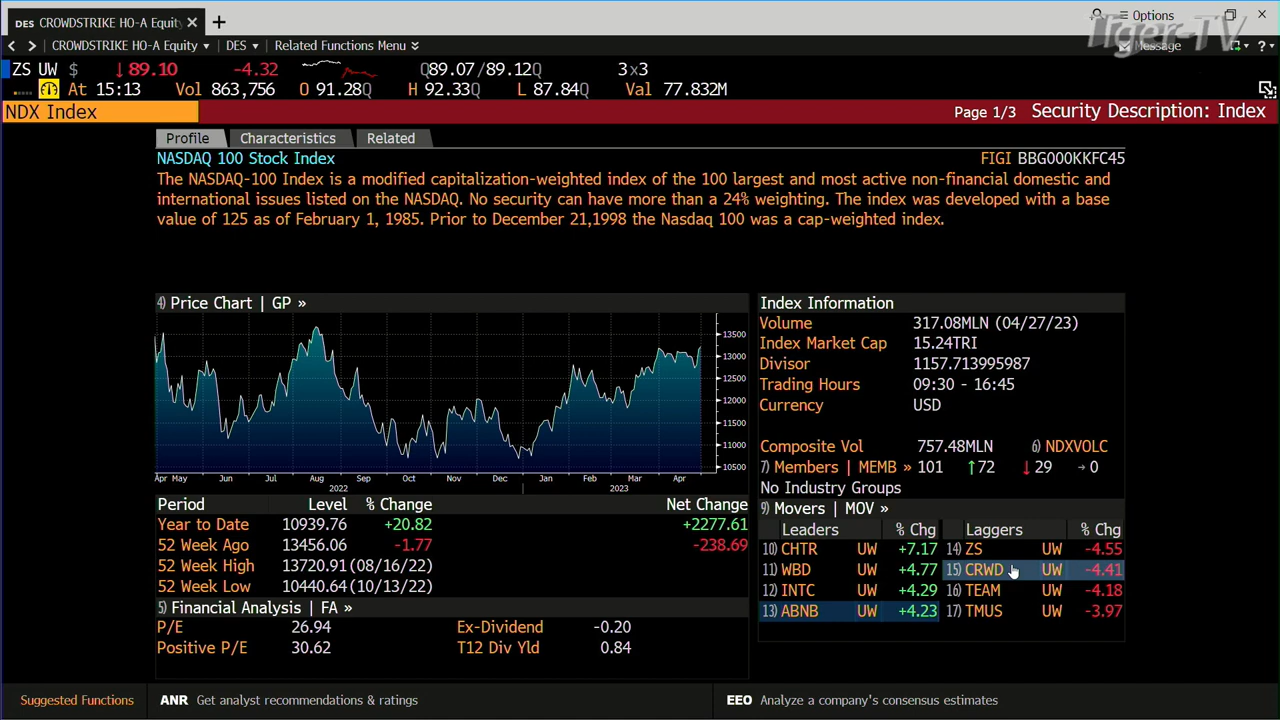 DES CROWDSTRIKE HO-A Equity × +
Options
Tiger-TV
< > CROWDSTRIKE HO-A Equity ▾ DES ▾ Related Functions Menu
Message
ZS UW $ ↓89.10 -4.32 Q89.07/89.12Q 3x3
At 15:13 Vol 863,756 O 91.28Q H 92.33Q L 87.84Q Val 77.832M
NDX Index Page 1/3 Security Description: Index
Profile Characteristics Related
NASDAQ 100 Stock Index FIGI BBG000KKFC45
The NASDAQ-100 Index is a modified capitalization-weighted index of the 100 largest and most active non-financial domestic and
international issues listed on the NASDAQ. No security can have more than a 24% weighting. The index was developed with a base
value of 125 as of February 1, 1985. Prior to December 21,1998 the Nasdaq 100 was a cap-weighted index.
4) Price Chart | GP »
13500
13000
12500
12000
11500
11000
10500
Apr May Jun Jul Aug Sep Oct Nov Dec Jan Feb Mar Apr
2022 2023
Period Level % Change Net Change
Year to Date 10939.76 +20.82 +2277.61
52 Week Ago 13456.06 -1.77 -238.69
52 Week High 13720.91 (08/16/22)
52 Week Low 10440.64 (10/13/22)
5) Financial Analysis | FA »
P/E 26.94 Ex-Dividend -0.20
Positive P/E 30.62 T12 Div Yld 0.84
Index Information
Volume 317.08MLN (04/27/23)
Index Market Cap 15.24TRI
Divisor 1157.713995987
Trading Hours 09:30 - 16:45
Currency USD
Composite Vol 757.48MLN 6) NDXVOLC
7) Members | MEMB » 101 ↑72 ↓29 →0
No Industry Groups
9) Movers | MOV »
Leaders % Chg Laggers % Chg
10) CHTR UW +7.17 14) ZS UW -4.55
11) WBD UW +4.77 15) CRWD UW -4.41
12) INTC UW +4.29 16) TEAM UW -4.18
13) ABNB UW +4.23 17) TMUS UW -3.97
Suggested Functions ANR Get analyst recommendations & ratings EEO Analyze a company's consensus estimates